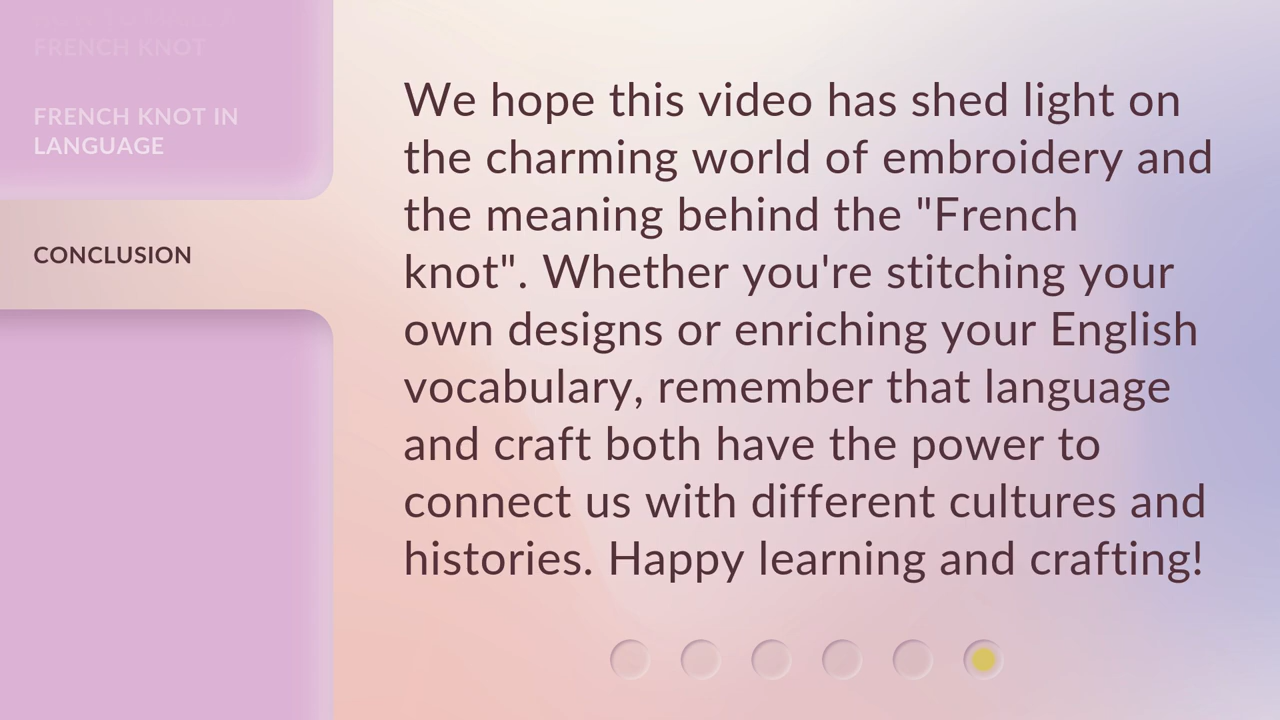 FRENCH KNOT
FRENCH KNOT IN
LANGUAGE
CONCLUSION
We hope this video has shed light on
the charming world of embroidery and
the meaning behind the "French
knot". Whether you're stitching your
own designs or enriching your English
vocabulary, remember that language
and craft both have the power to
connect us with different cultures and
histories. Happy learning and crafting!